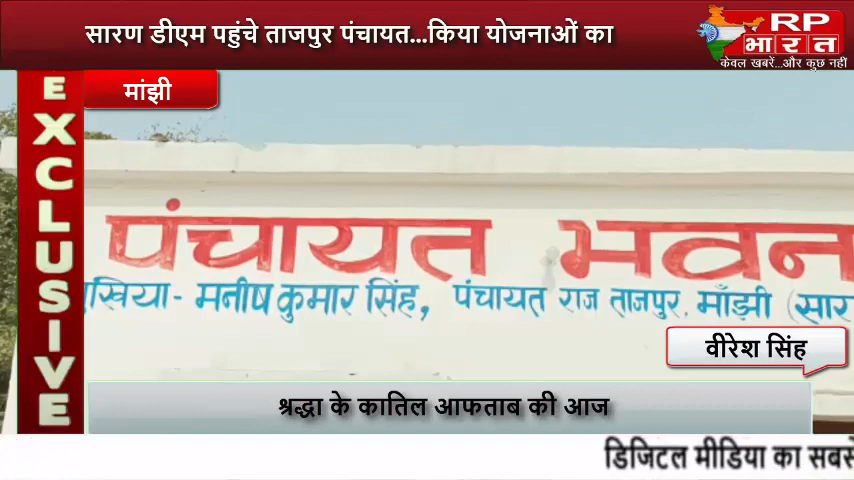 सारण डीएम पहुंचे ताजपुर पंचायत...किया योजनाओं का
RP
भारत
केवल खबरें...और कुछ नहीं
मांझी
EXCLUSIVE
पंचायत भवन
मनीष कुमार सिंह, पंचायत राज ताजपुर, माँझी
वीरेश सिंह
श्रद्धा के कातिल आफताब की आज
डिजिटल मीडिया का